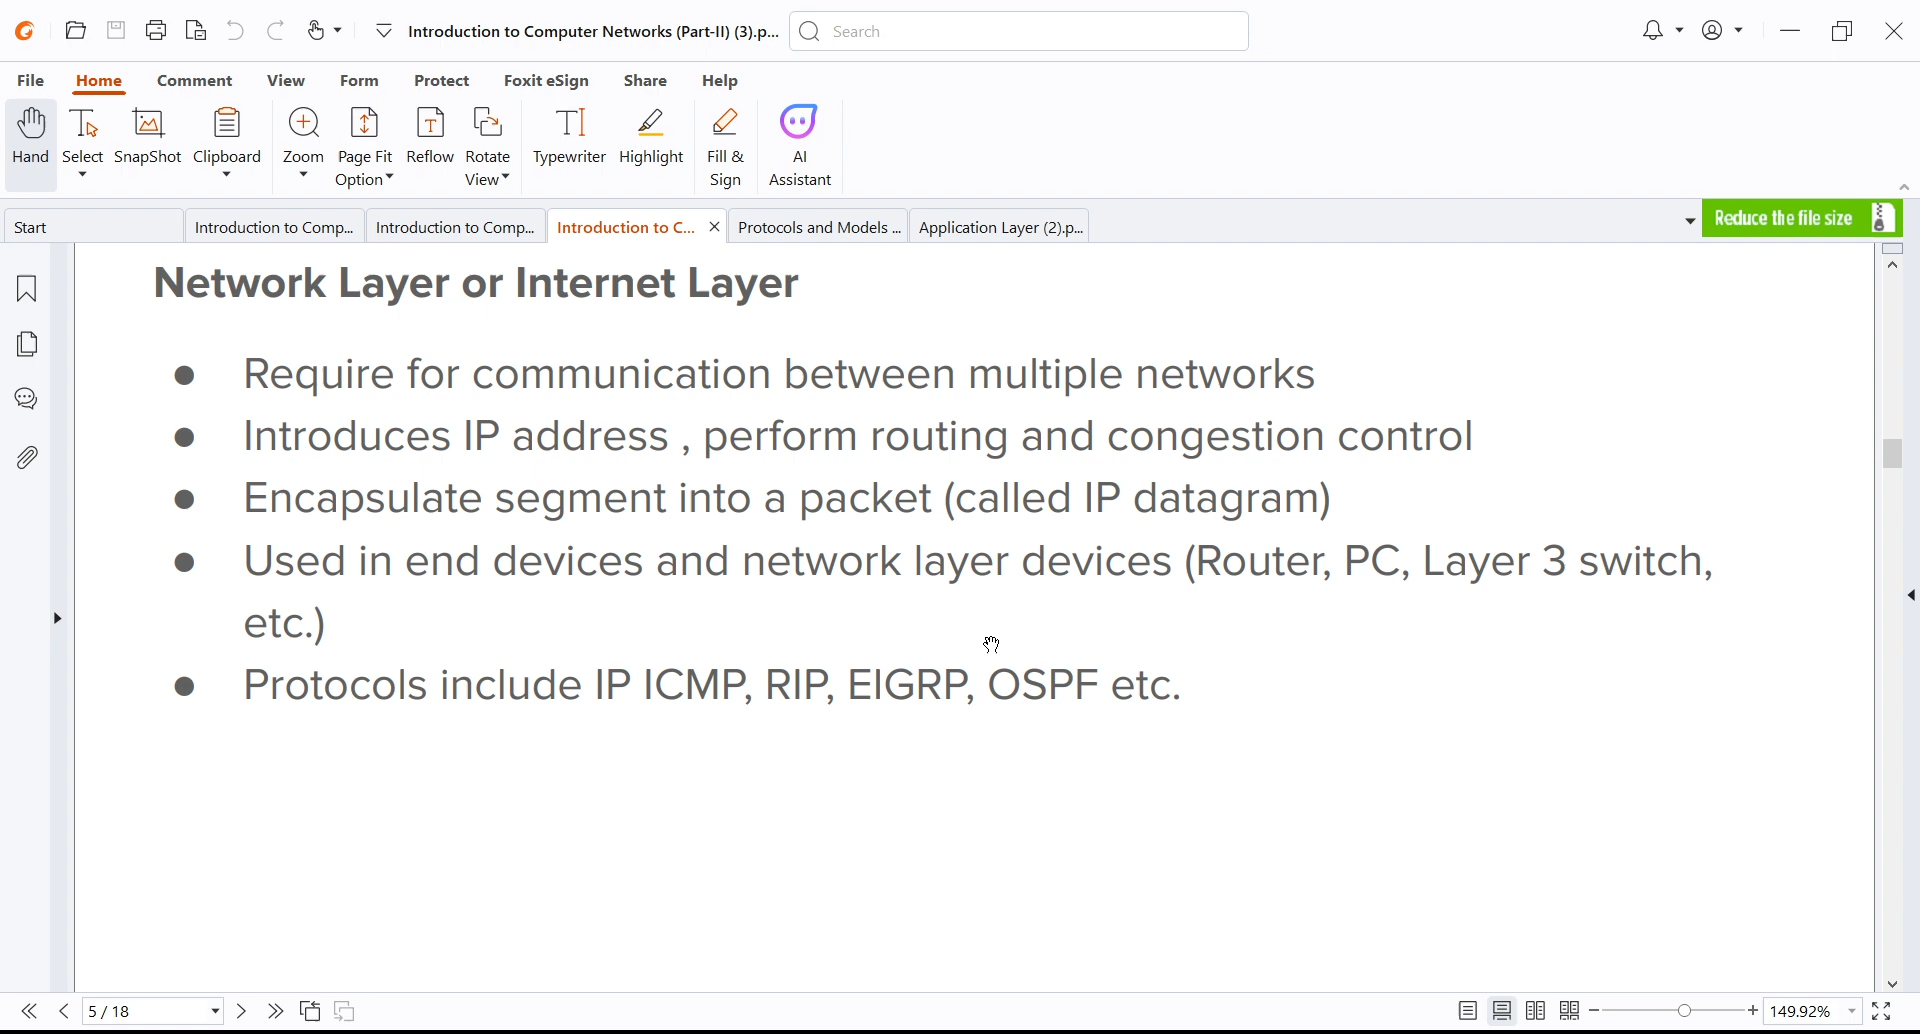 Introduction to Computer Networks (Part-II) (3).p...
Search
File Home Comment View Form Protect Foxit eSign Share Help
Hand Select SnapShot Clipboard Zoom Page Fit Option Reflow Rotate View Typewriter Highlight Fill & Sign AI Assistant
Start Introduction to Comp... Introduction to Comp... Introduction to C... Protocols and Models ... Application Layer (2).p... Reduce the file size
Network Layer or Internet Layer
● Require for communication between multiple networks
● Introduces IP address , perform routing and congestion control
● Encapsulate segment into a packet (called IP datagram)
● Used in end devices and network layer devices (Router, PC, Layer 3 switch,
etc.)
● Protocols include IP ICMP, RIP, EIGRP, OSPF etc.
5 / 18
149.92%